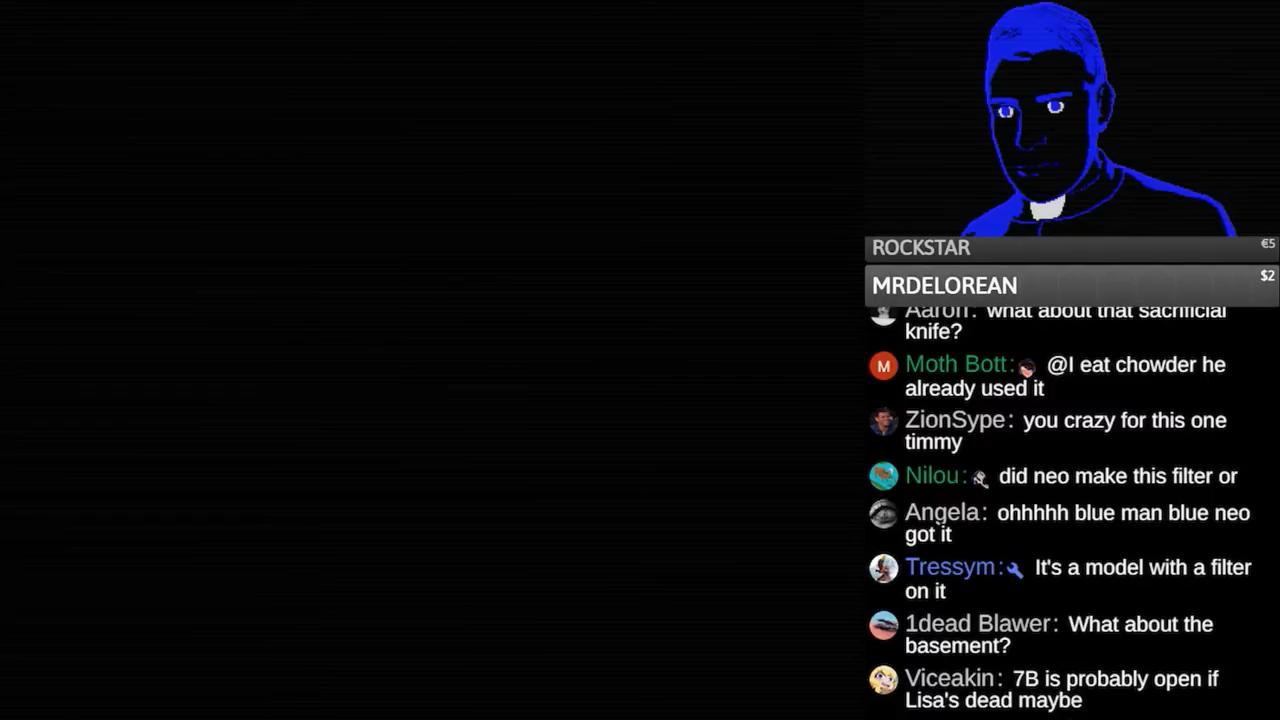 ROCKSTAR €5
MRDELOREAN $2
Aaron: what about that sacrificial
knife?
M Moth Bott: @I eat chowder he
already used it
ZionSype: you crazy for this one
timmy
Nilou: did neo make this filter or
Angela: ohhhhh blue man blue neo
got it
Tressym: It's a model with a filter
on it
1dead Blawer: What about the
basement?
Viceakin: 7B is probably open if
Lisa's dead maybe